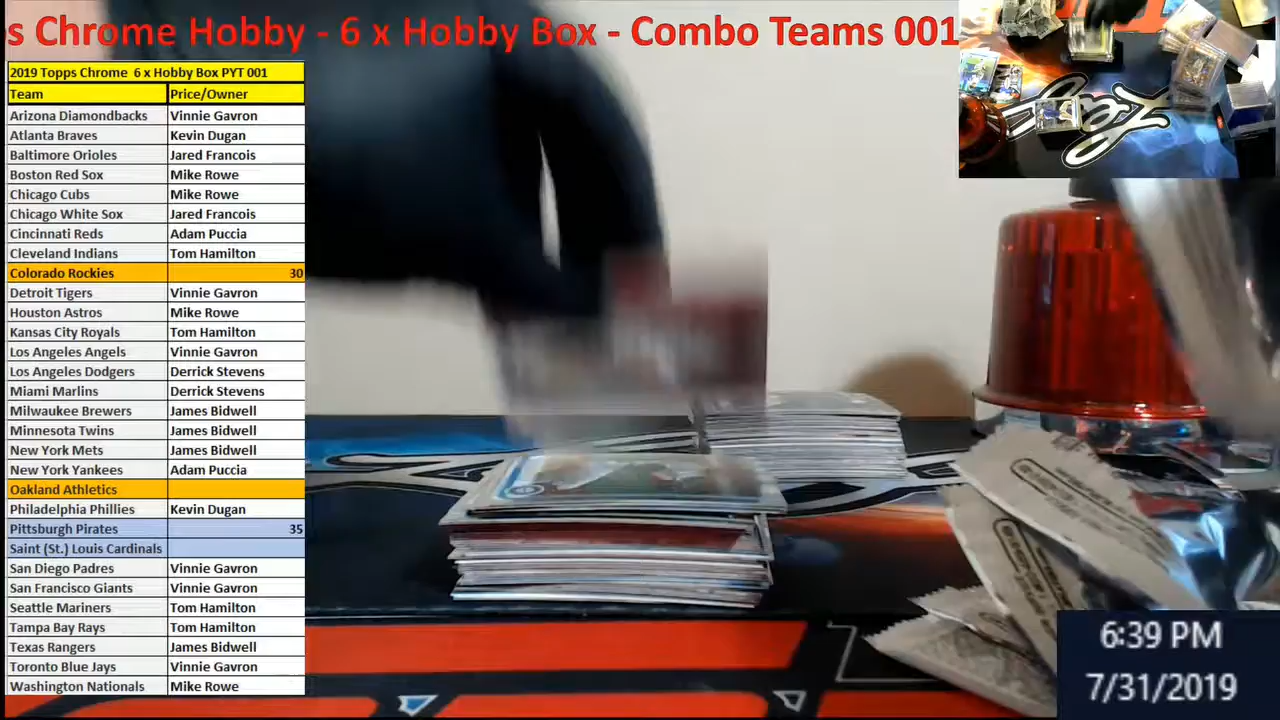 s Chrome Hobby - 6 x Hobby Box - Combo Teams 001
2019 Topps Chrome 6 x Hobby Box PYT 001
Team Price/Owner
Arizona Diamondbacks Vinnie Gavron
Atlanta Braves Kevin Dugan
Baltimore Orioles Jared Francois
Boston Red Sox Mike Rowe
Chicago Cubs Mike Rowe
Chicago White Sox Jared Francois
Cincinnati Reds Adam Puccia
Cleveland Indians Tom Hamilton
Colorado Rockies 30
Detroit Tigers Vinnie Gavron
Houston Astros Mike Rowe
Kansas City Royals Tom Hamilton
Los Angeles Angels Vinnie Gavron
Los Angeles Dodgers Derrick Stevens
Miami Marlins Derrick Stevens
Milwaukee Brewers James Bidwell
Minnesota Twins James Bidwell
New York Mets James Bidwell
New York Yankees Adam Puccia
Oakland Athletics
Philadelphia Phillies Kevin Dugan
Pittsburgh Pirates 35
Saint (St.) Louis Cardinals
San Diego Padres Vinnie Gavron
San Francisco Giants Vinnie Gavron
Seattle Mariners Tom Hamilton
Tampa Bay Rays Tom Hamilton
Texas Rangers James Bidwell
Toronto Blue Jays Vinnie Gavron
Washington Nationals Mike Rowe
6:39 PM
7/31/2019